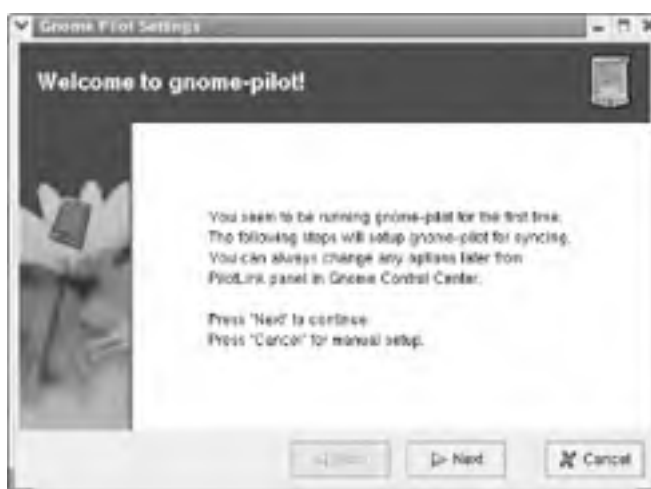 Gnome Pilot Settings
Welcome to gnome-pilot!
You seem to be running gnome-pilot for the first time.
The following steps will setup gnome-pilot for syncing.
You can always change any options later from
PilotLink panel in Gnome Control Center.
Press 'Next' to continue
Press 'Cancel' for manual setup.
Next
Cancel